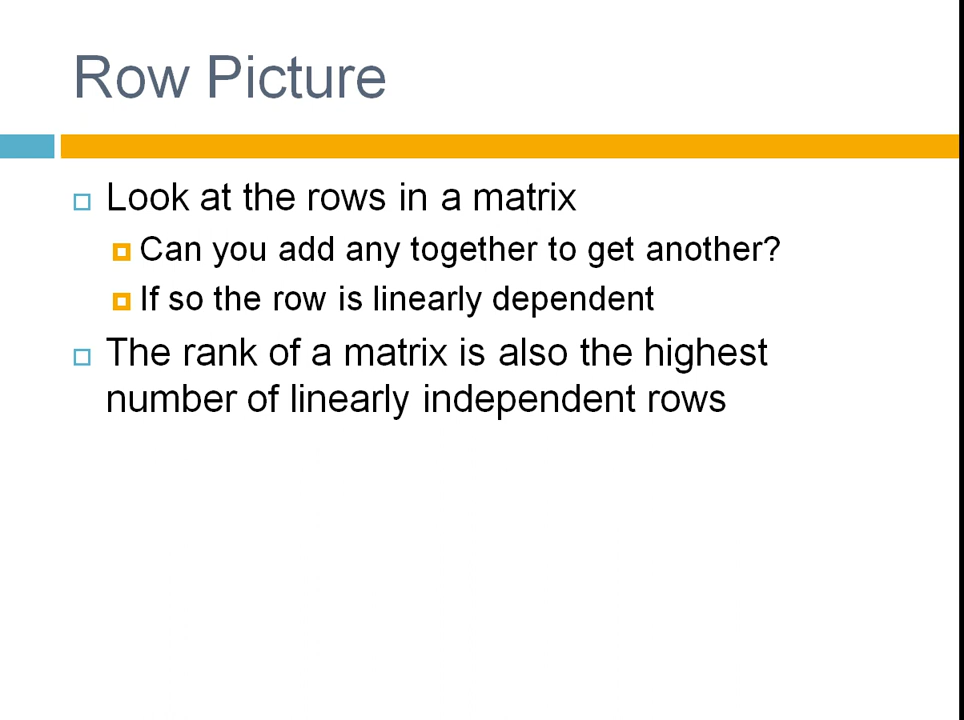 Row Picture
Look at the rows in a matrix
Can you add any together to get another?
If so the row is linearly dependent
The rank of a matrix is also the highest
number of linearly independent rows